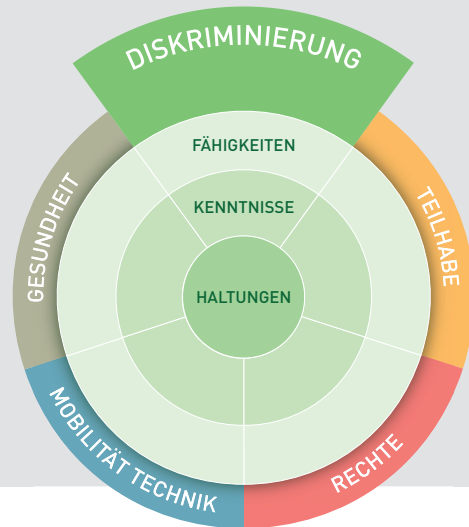 DISKRIMINIERUNG
FÄHIGKEITEN
KENNTNISSE
HALTUNGEN
GESUNDHEIT
TEILHABE
MOBILITÄT TECHNIK
RECHTE